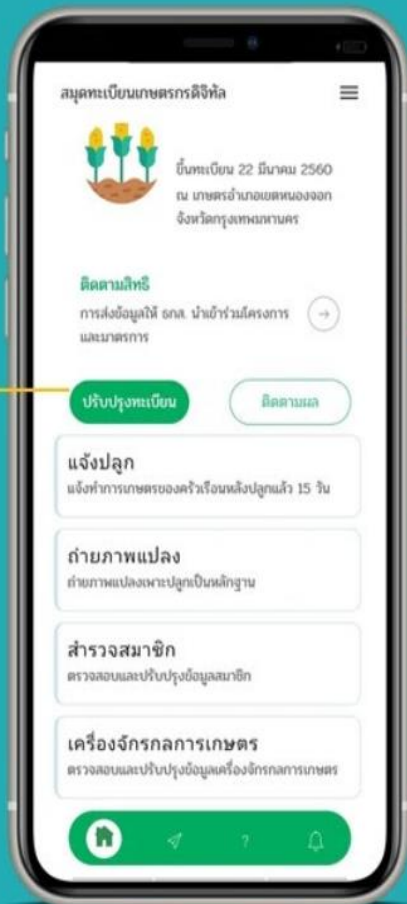 สมุดทะเบียนเกษตรกรดิจิทัล
ขึ้นทะเบียน 22 มีนาคม 2560
ณ เกษตรอำเภอเขตหนองจอก
จังหวัดกรุงเทพมหานคร
ติดตามสิทธิ
การส่งข้อมูลให้ ธกส. นำเข้าร่วมโครงการ
และมาตรการ
ปรับปรุงทะเบียน
ติดตามผล
แจ้งปลูก
แจ้งทำการเกษตรของครัวเรือนหลังปลูกแล้ว 15 วัน
ถ่ายภาพแปลง
ถ่ายภาพแปลงเพาะปลูกเป็นหลักฐาน
สำรวจสมาชิก
ตรวจสอบและปรับปรุงข้อมูลสมาชิก
เครื่องจักรกลการเกษตร
ตรวจสอบและปรับปรุงข้อมูลเครื่องจักรกลการเกษตร
?